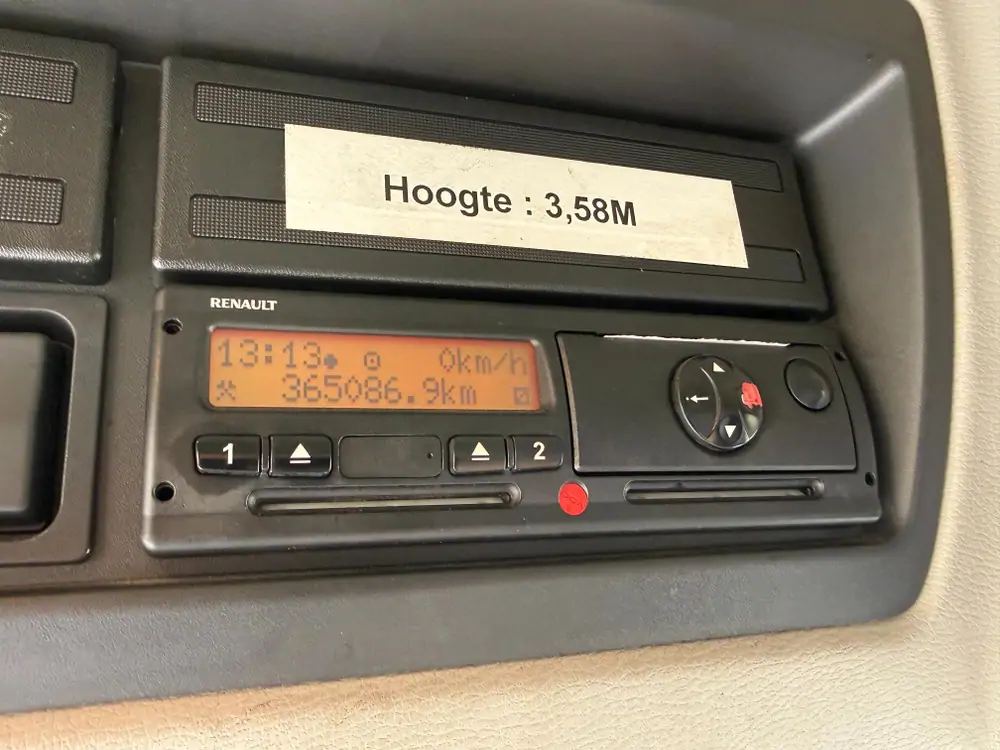 Hoogte : 3,58M
RENAULT
13:13 0km/h
365086.9km
1 2